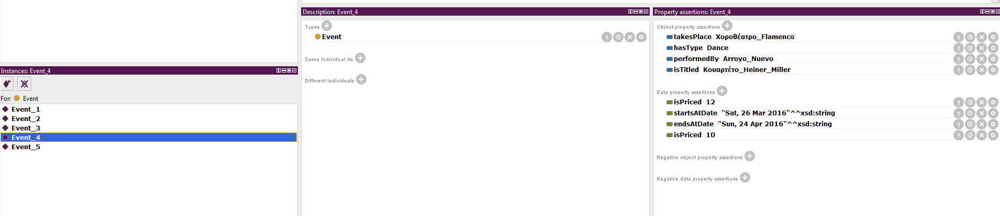 Instances: Event_4
For: Event
Event_1
Event_2
Event_3
Event_4
Event_5
Description: Event_4
Types
Event
Same Individual As
Different Individuals
Property assertions: Event_4
Object property assertions
takesPlace Χοροθέατρο_Flamenco
hasType Dance
performedBy Arroyo_Nuevo
isTitled Κουαρτέτο_Heiner_Miller
Data property assertions
isPriced 12
startsAtDate "Sat, 26 Mar 2016"^^xsd:string
endsAtDate "Sun, 24 Apr 2016"^^xsd:string
isPriced 10
Negative object property assertions
Negative data property assertions